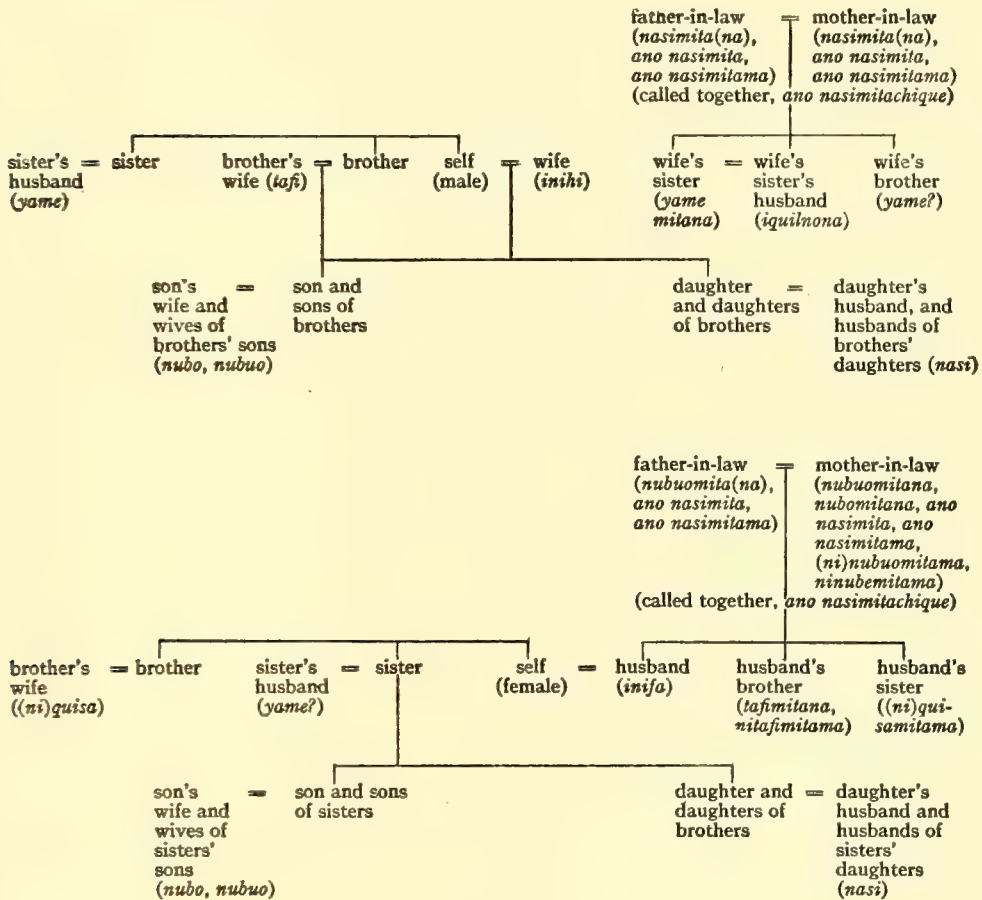 father-in-law = mother-in-law
(nasimita(na), (nasimita(na),
ano nasimita, ano nasimita,
ano nasimitama) ano nasimitama)
(called together, ano nasimitachique)
sister's = sister
husband
(yame)
brother's = brother
wife (tafi)
self = wife
(male) (inihi)
wife's = wife's
sister sister's
(yame husband
mitana) (iquilnona)
wife's
brother
(yame?)
son's = son and
wife and sons of
wives of brothers
brothers' sons
(nubo, nubuo)
daughter = daughter's
and daughters husband, and
of brothers husbands of
brothers'
daughters (nasi)
father-in-law = mother-in-law
(nubuomita(na), (nubuomitana,
ano nasimita, nubomitana, ano
ano nasimitama) nasimita, ano
nasimitama,
(ni)nubuomitama,
ninubemitama)
(called together, ano nasimitachique)
brother's = brother
wife
((ni)quisa)
sister's = sister
husband
(yame?)
self = husband
(female) (inifa)
husband's
brother
(tafimitana,
nitafimitama)
husband's
sister
((ni)qui-
samitama)
son's = son and sons
wife and of sisters
wives of
sisters'
sons
(nubo, nubuo)
daughter and = daughter's
daughters of husband and
brothers husbands of
sisters'
daughters
(nasi)